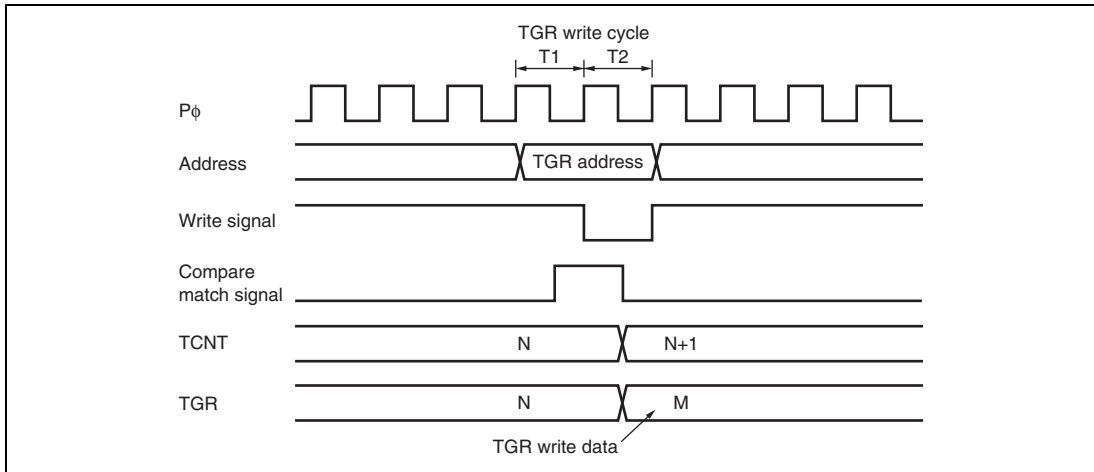 TGR write cycle
T1 T2
Pφ
Address TGR address
Write signal
Compare
match signal
TCNT N N+1
TGR N M
TGR write data